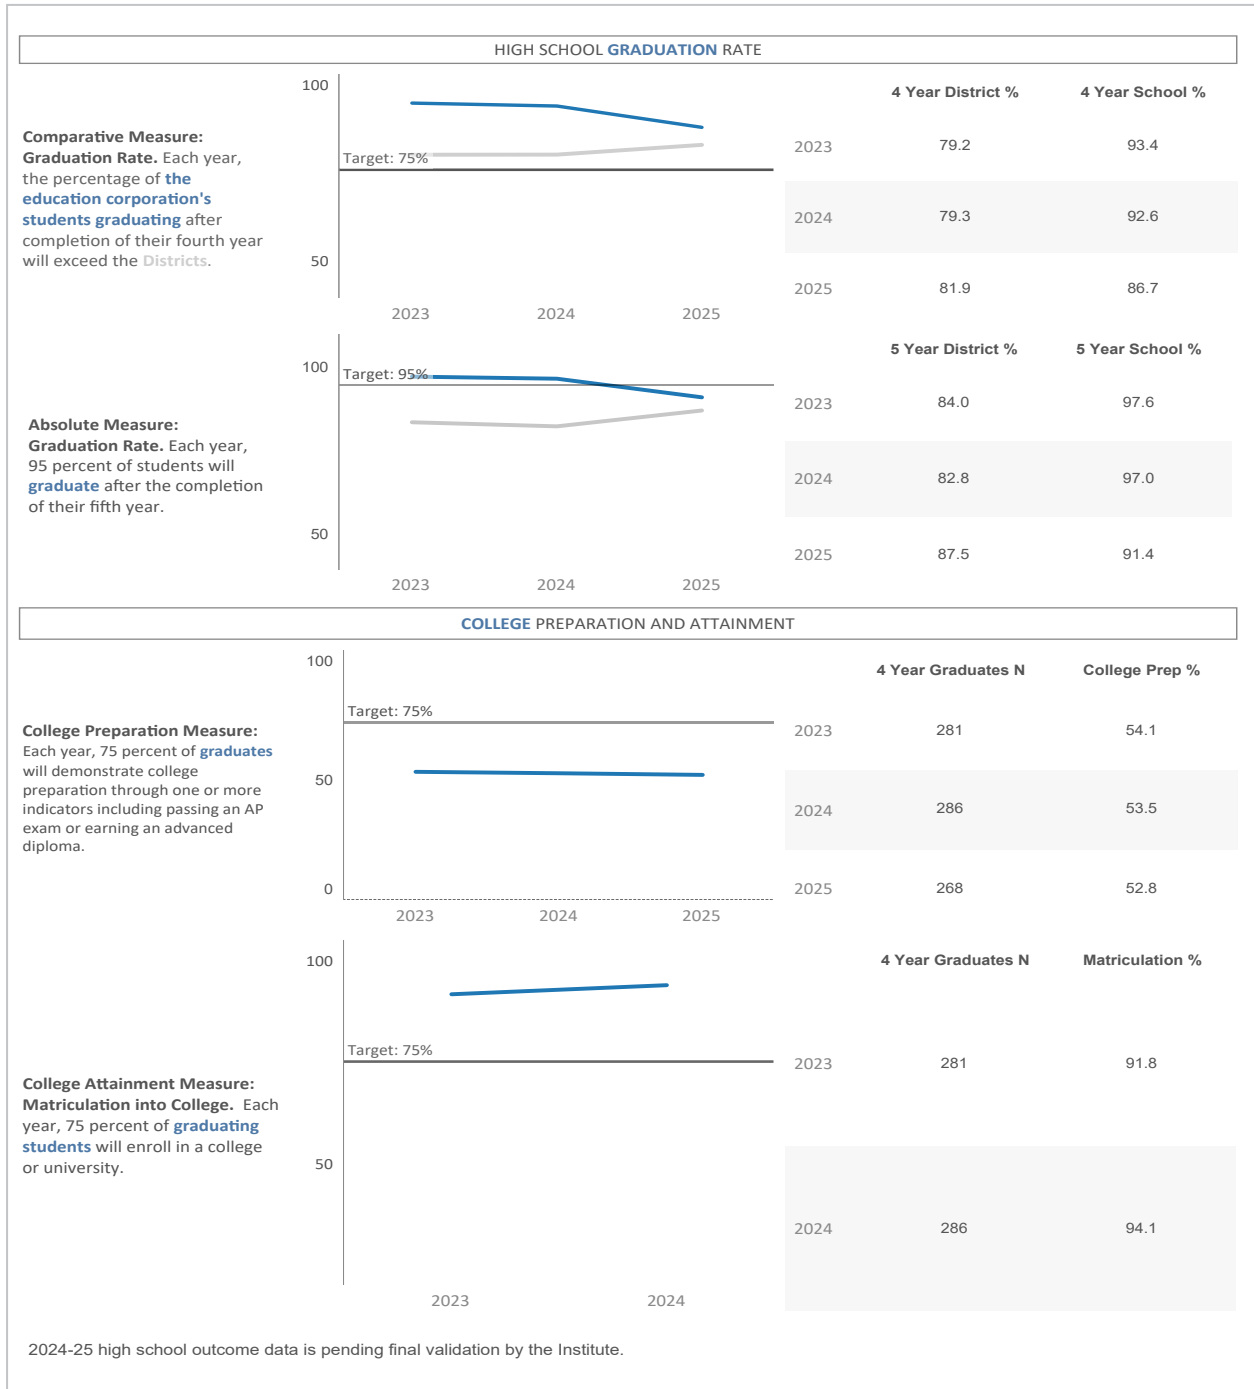 HIGH SCHOOL GRADUATION RATE
Comparative Measure:
Graduation Rate. Each year,
the percentage of the
education corporation's
students graduating after
completion of their fourth year
will exceed the Districts.
100
Target: 75%
50
2023 2024 2025
4 Year District % 4 Year School %
2023 79.2 93.4
2024 79.3 92.6
2025 81.9 86.7
Absolute Measure:
Graduation Rate. Each year,
95 percent of students will
graduate after the completion
of their fifth year.
100
Target: 95%
50
2023 2024 2025
5 Year District % 5 Year School %
2023 84.0 97.6
2024 82.8 97.0
2025 87.5 91.4
COLLEGE PREPARATION AND ATTAINMENT
College Preparation Measure:
Each year, 75 percent of graduates
will demonstrate college
preparation through one or more
indicators including passing an AP
exam or earning an advanced
diploma.
100
Target: 75%
50
0
2023 2024 2025
4 Year Graduates N College Prep %
2023 281 54.1
2024 286 53.5
2025 268 52.8
College Attainment Measure:
Matriculation into College. Each
year, 75 percent of graduating
students will enroll in a college
or university.
100
Target: 75%
50
2023 2024
4 Year Graduates N Matriculation %
2023 281 91.8
2024 286 94.1
2024-25 high school outcome data is pending final validation by the Institute.